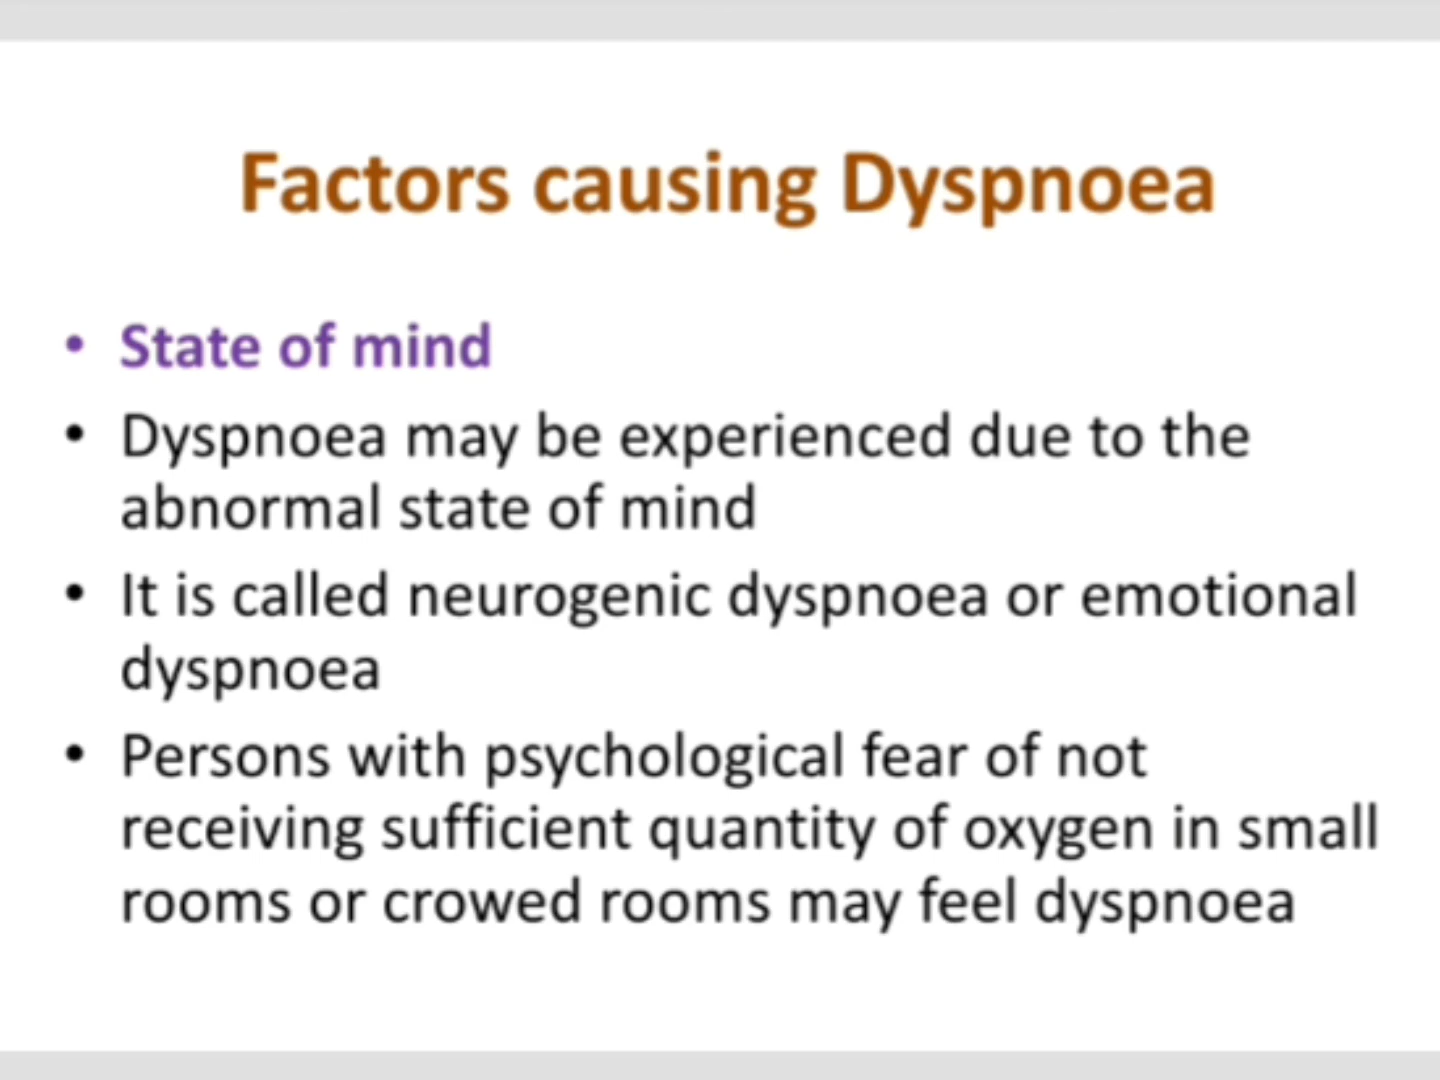 Factors causing Dyspnoea
• State of mind
• Dyspnoea may be experienced due to the
abnormal state of mind
• It is called neurogenic dyspnoea or emotional
dyspnoea
• Persons with psychological fear of not
receiving sufficient quantity of oxygen in small
rooms or crowed rooms may feel dyspnoea